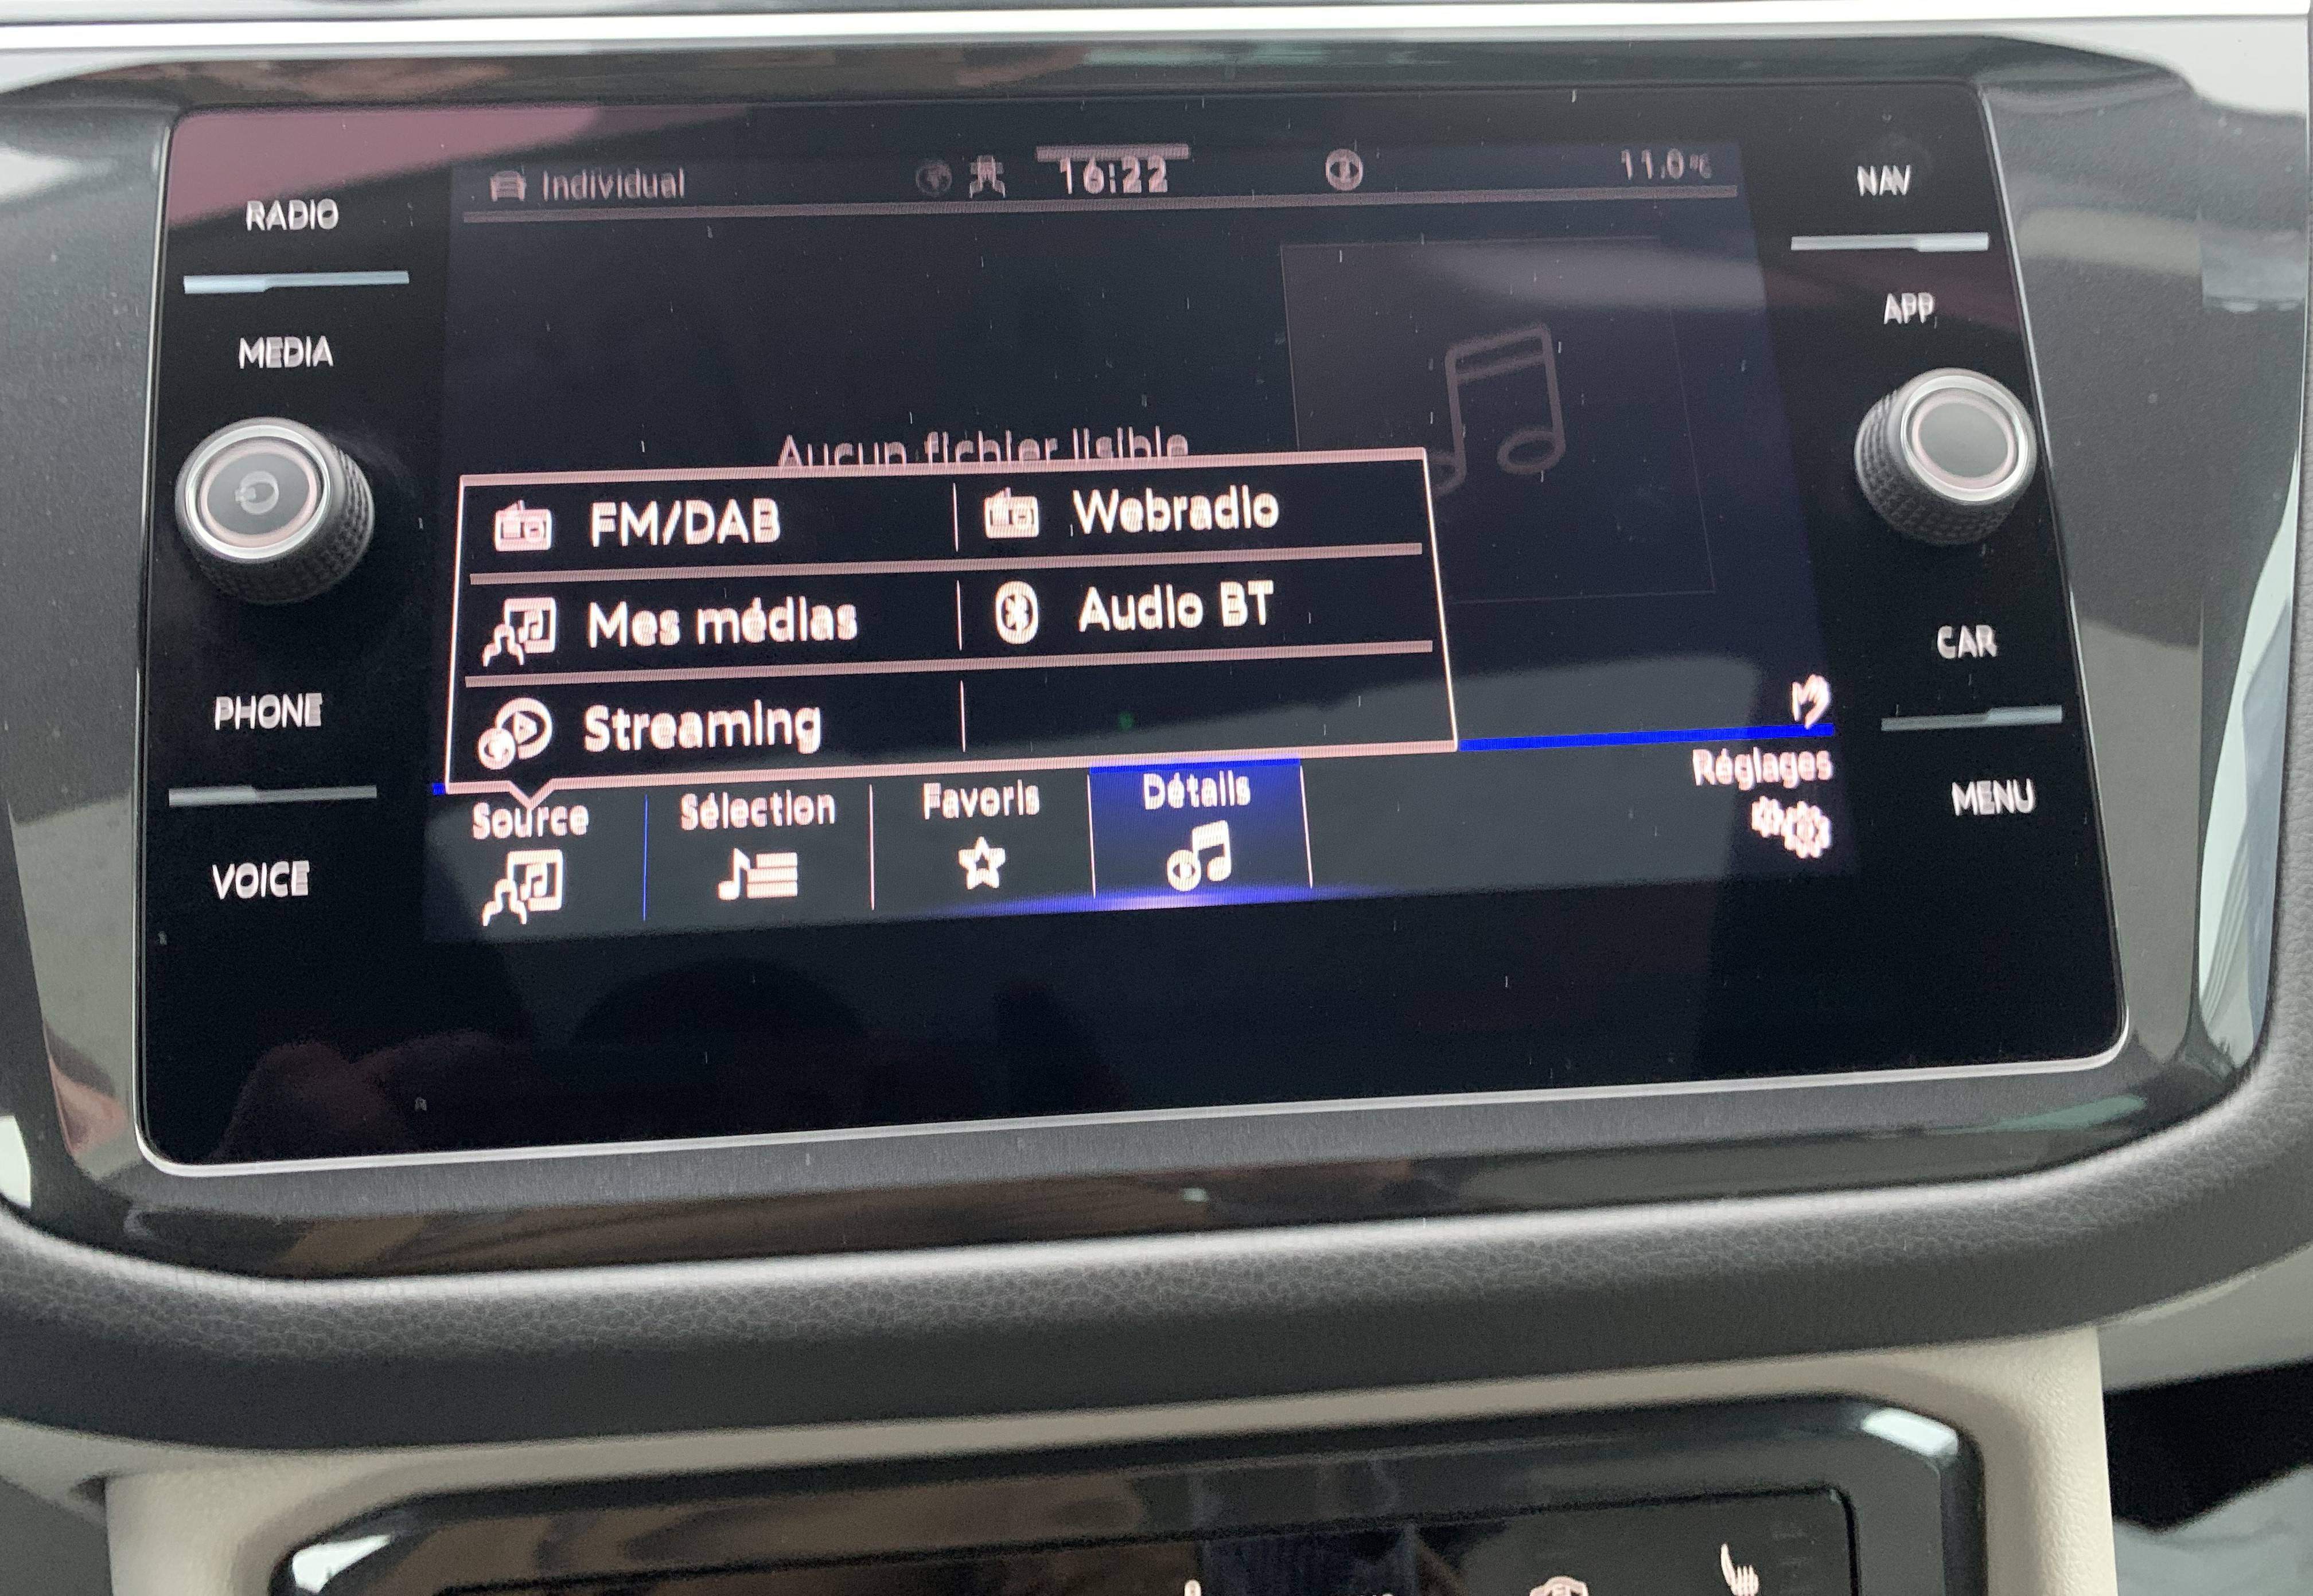 Individual 16:22 11.0°C
RADIO
MEDIA
PHONE
VOICE
Aucun fichier lisible
FM/DAB Webradio
Mes médias Audio BT
Streaming
Source Sélection Favoris Détails Réglages
NAV
APP
CAR
MENU